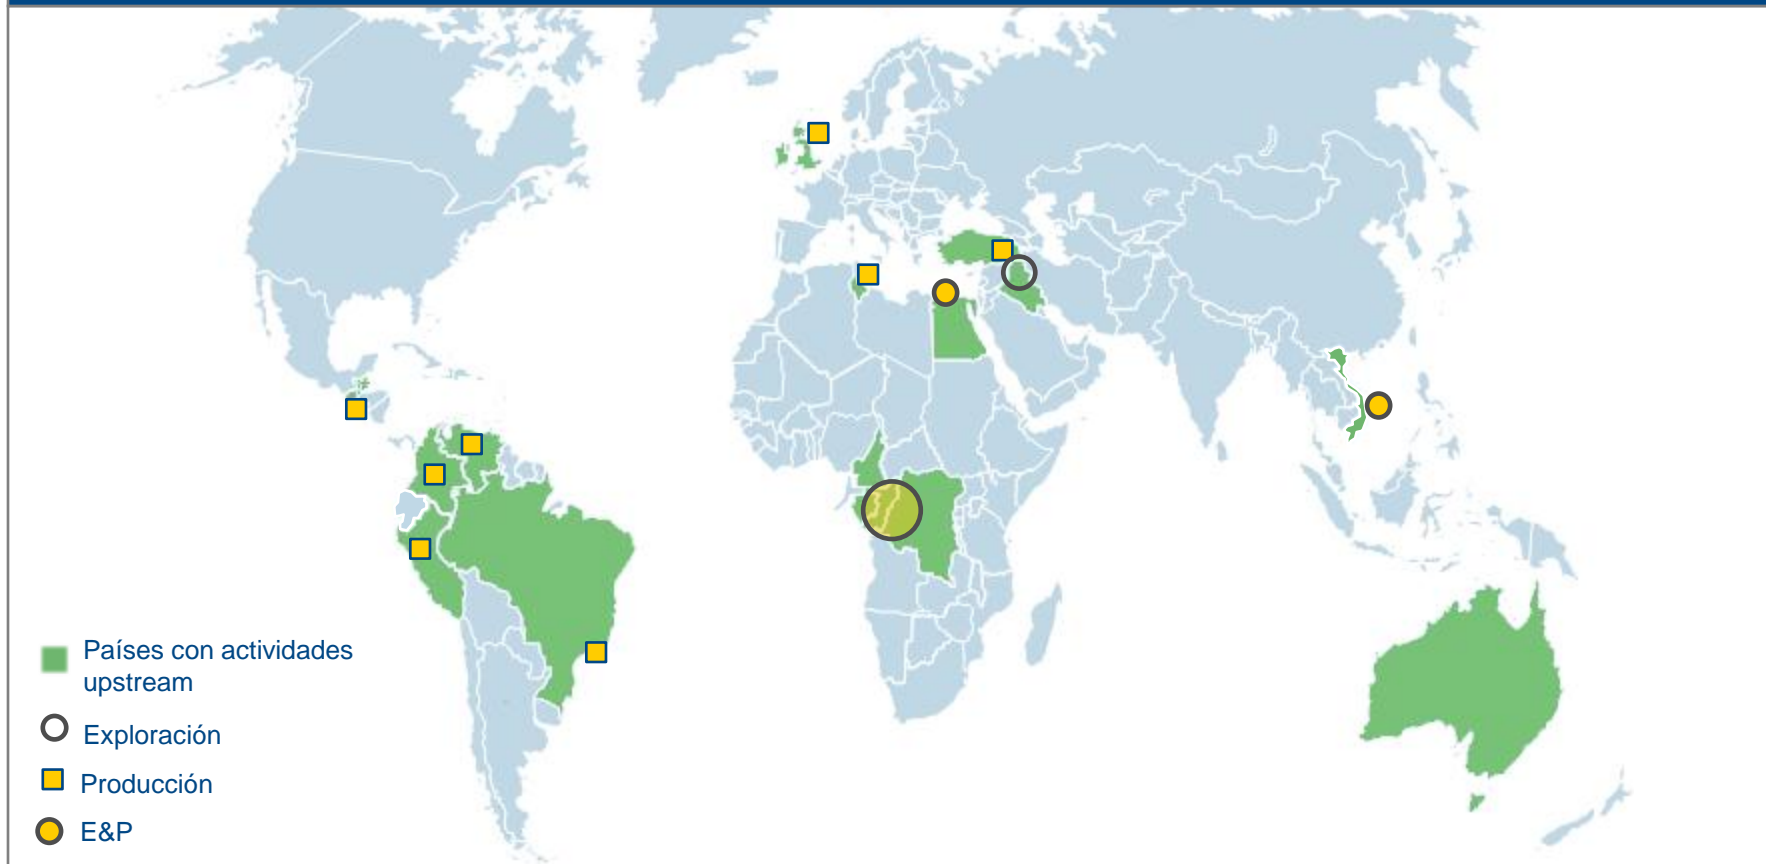 Países con actividades
upstream
Exploración
Producción
E&P